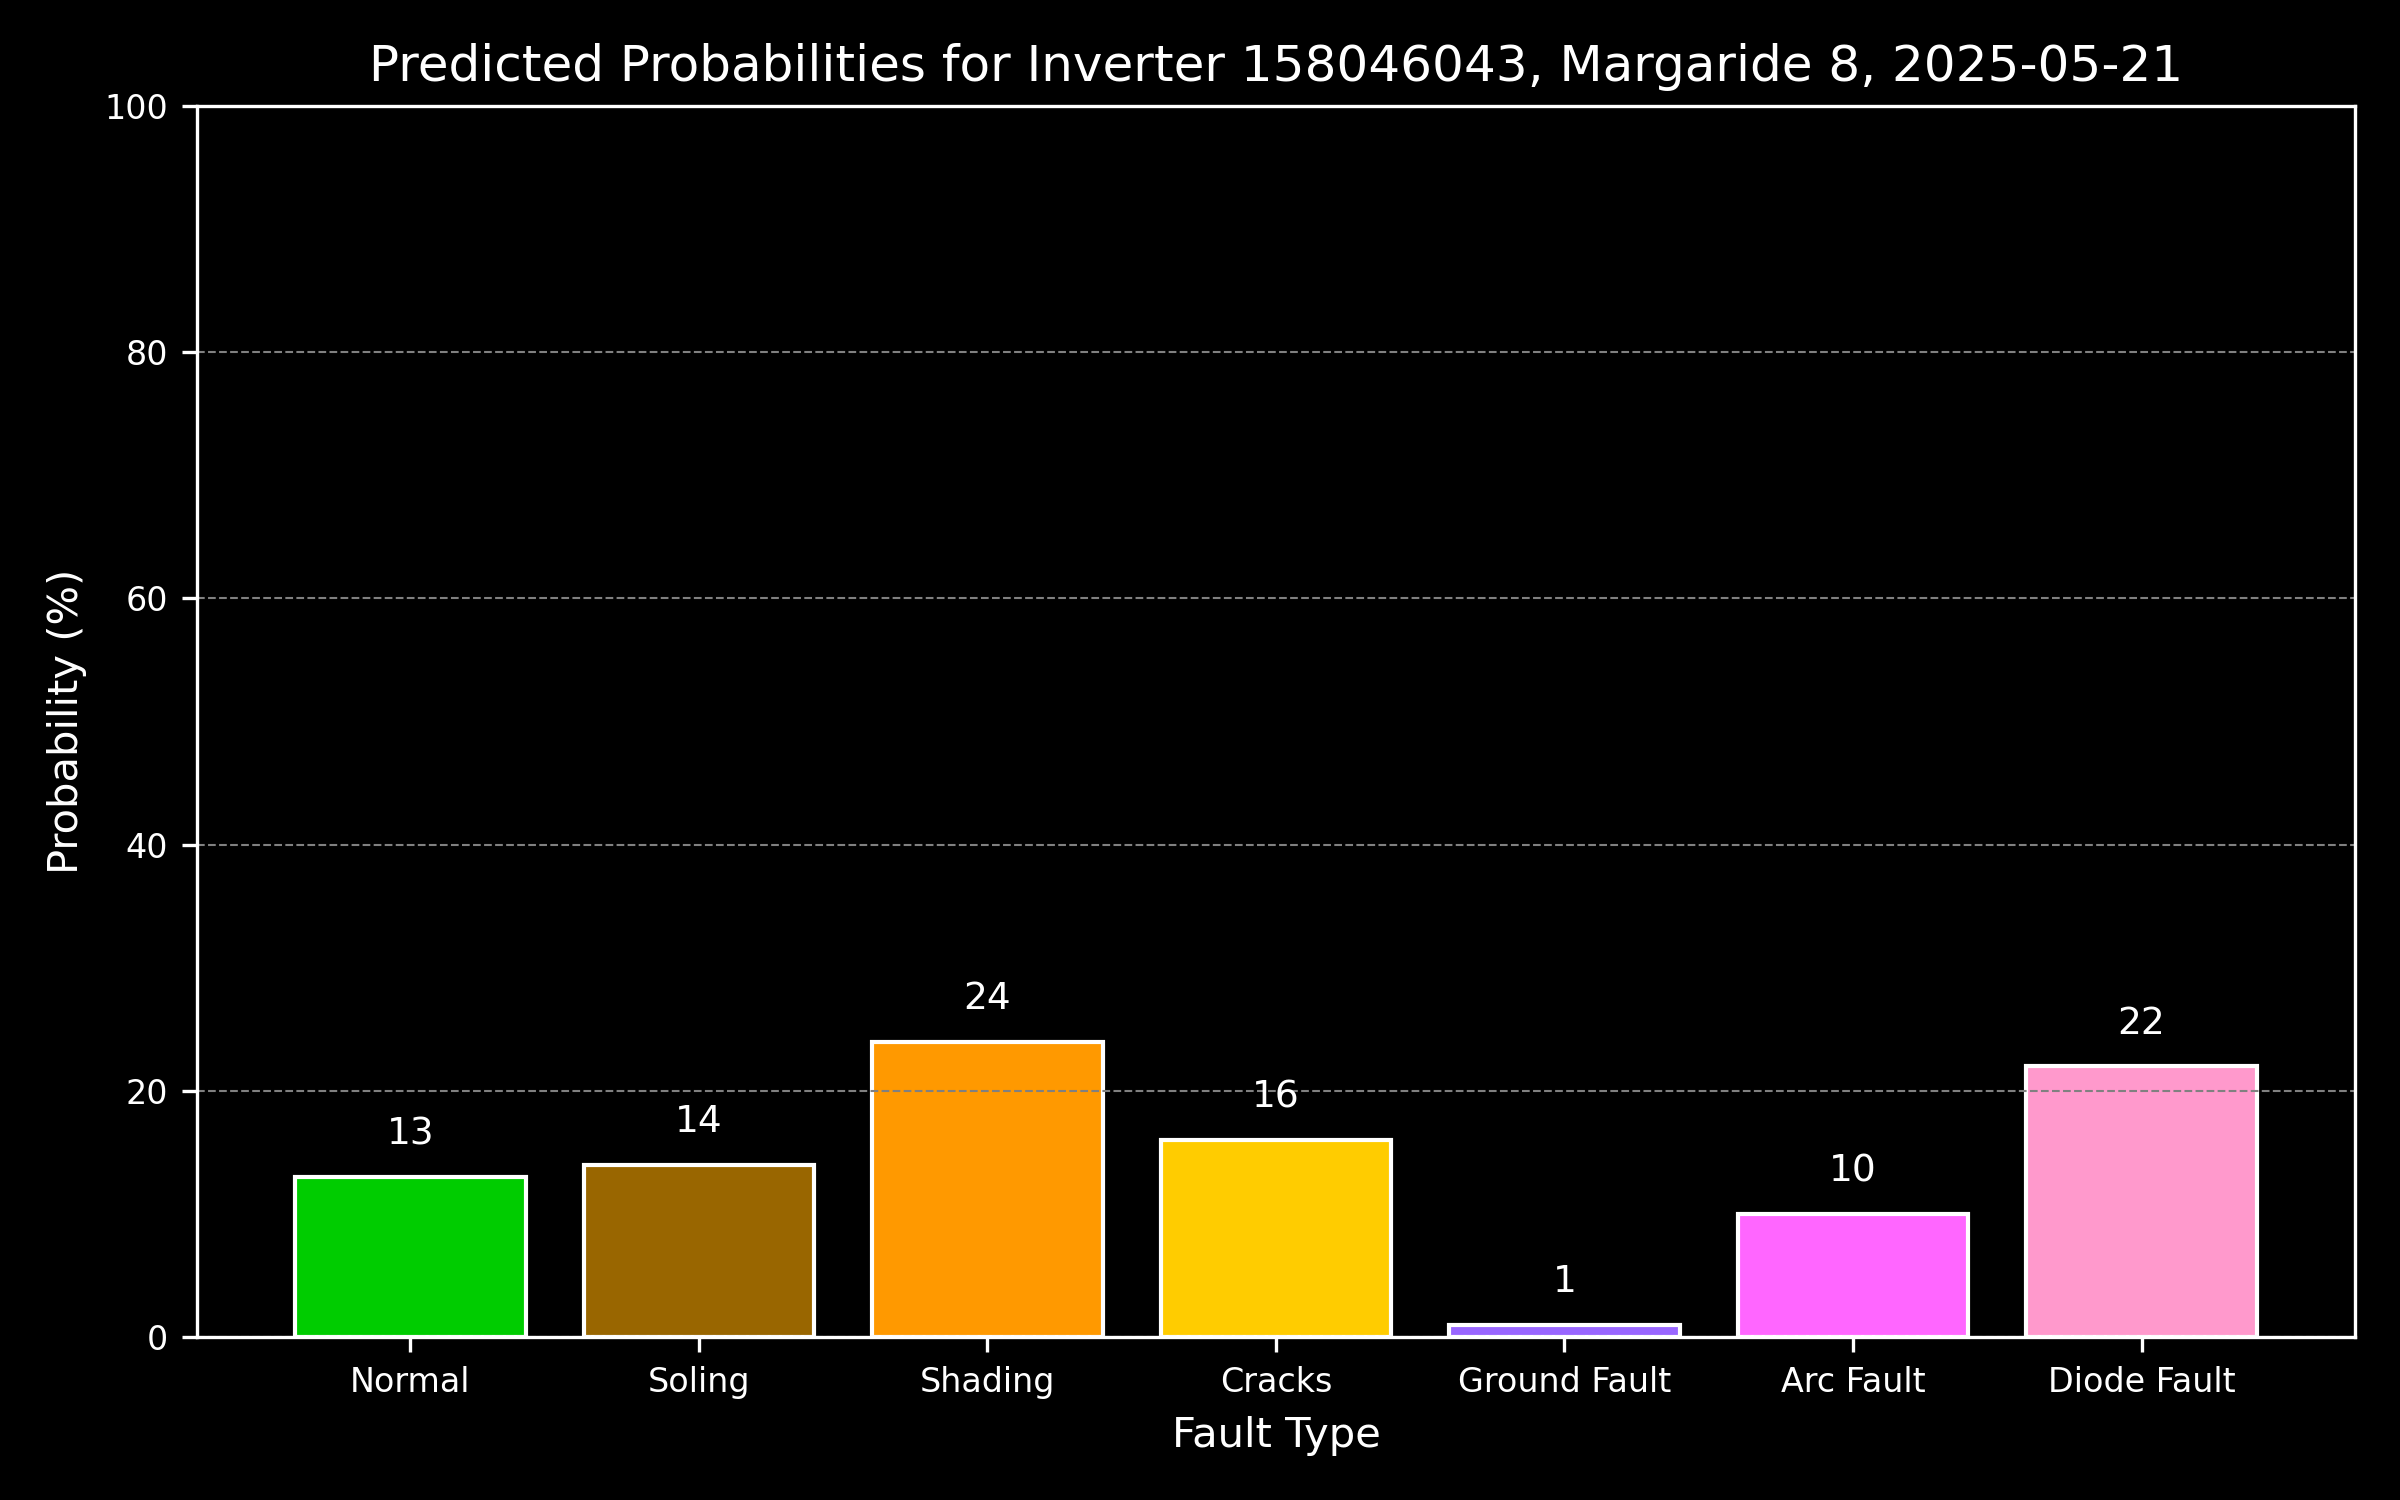 Predicted Probabilities for Inverter 158046043, Margaride 8, 2025-05-21
Probability (%)
100
80
60
40
20
0
13
14
24
16
1
10
22
Normal
Soling
Shading
Cracks
Ground Fault
Arc Fault
Diode Fault
Fault Type